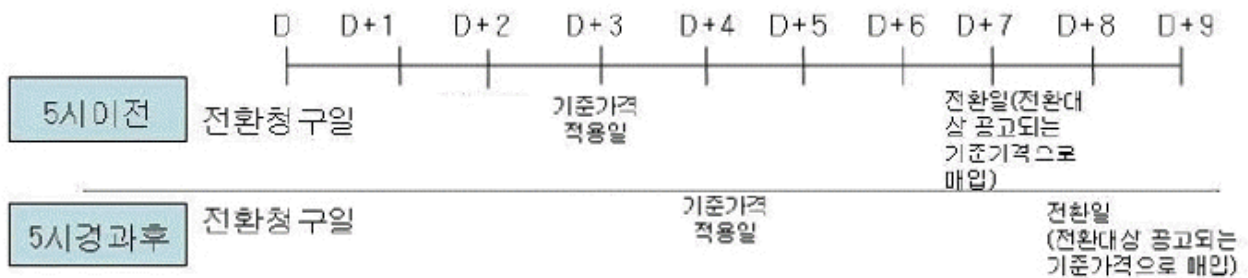 D D+1 D+2 D+3 D+4 D+5 D+6 D+7 D+8 D+9
5시이전
전환청구일
기준가격
적용일
전환일(전환대
상 공고되는
기준기격으로
매입)
5시경과후
전환청구일
기준가격
적용일
전환일
(전환대상 공고되는
기준가격으로 매입)